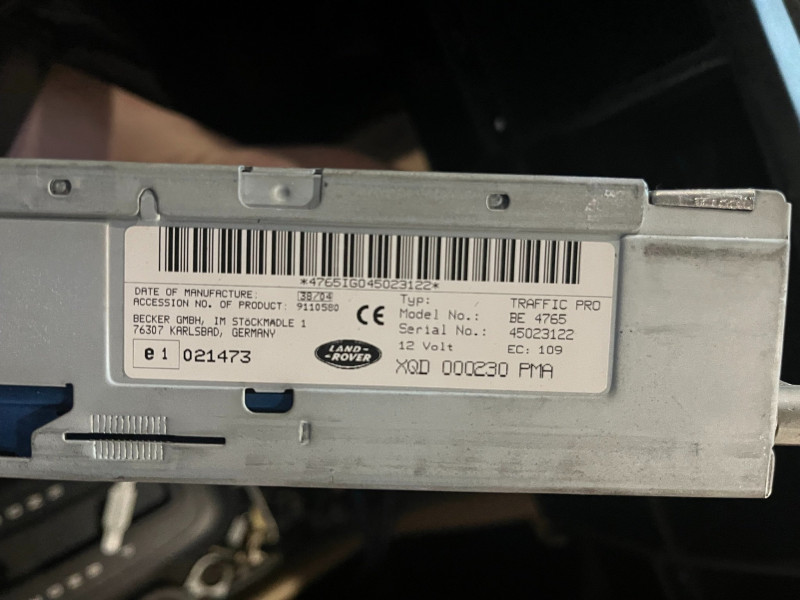 *4765IG045023122*
DATE OF MANUFACTURE: 38/04
ACCESSION NO. OF PRODUCT: 9110580
BECKER GMBH, IM STöCKMADLE 1
76307 KARLSBAD, GERMANY
e1 021473
CE
LAND-
ROVER
Typ: TRAFFIC PRO
Model No.: BE 4765
Serial No.: 45023122
12 Volt EC: 109
XQD 000230 PMA